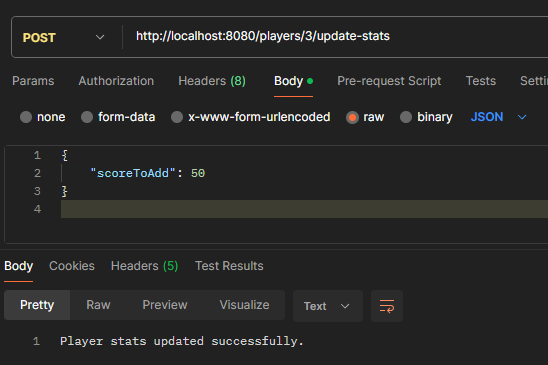 POST http://localhost:8080/players/3/update-stats
Params Authorization Headers (8) Body Pre-request Script Tests
none form-data x-www-form-urlencoded raw binary JSON
1 {
2 "scoreToAdd": 50
3 }
4
Body Cookies Headers (5) Test Results
Pretty Raw Preview Visualize Text
1 Player stats updated successfully.